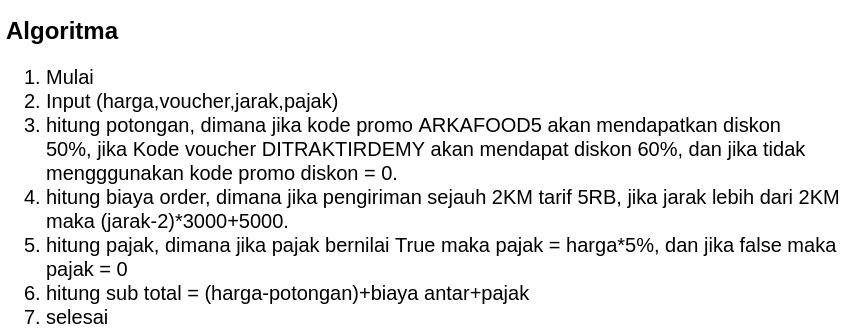 Algoritma
1. Mulai
2. Input (harga,voucher,jarak,pajak)
3. hitung potongan, dimana jika kode promo ARKAFOOD5 akan mendapatkan diskon
50%, jika Kode voucher DITRAKTIRDEMY akan mendapat diskon 60%, dan jika tidak
mengggunakan kode promo diskon = 0.
4. hitung biaya order, dimana jika pengiriman sejauh 2KM tarif 5RB, jika jarak lebih dari 2KM
maka (jarak-2)*3000+5000.
5. hitung pajak, dimana jika pajak bernilai True maka pajak = harga*5%, dan jika false maka
pajak = 0
6. hitung sub total = (harga-potongan)+biaya antar+pajak
7. selesai